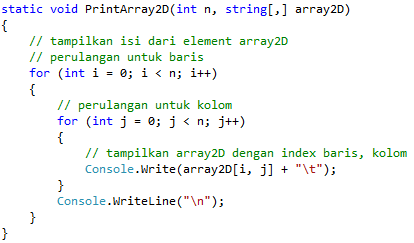 static void PrintArray2D(int n, string[,] array2D)
{
    // tampilkan isi dari element array2D
    // perulangan untuk baris
    for (int i = 0; i < n; i++)
    {
        // perulangan untuk kolom
        for (int j = 0; j < n; j++)
        {
            // tampilkan array2D dengan index baris, kolom
            Console.Write(array2D[i, j] + "\t");
        }
        Console.WriteLine("\n");
    }
}